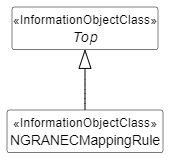 «InformationObjectClass»
Top
«InformationObjectClass»
NGRANECMappingRule